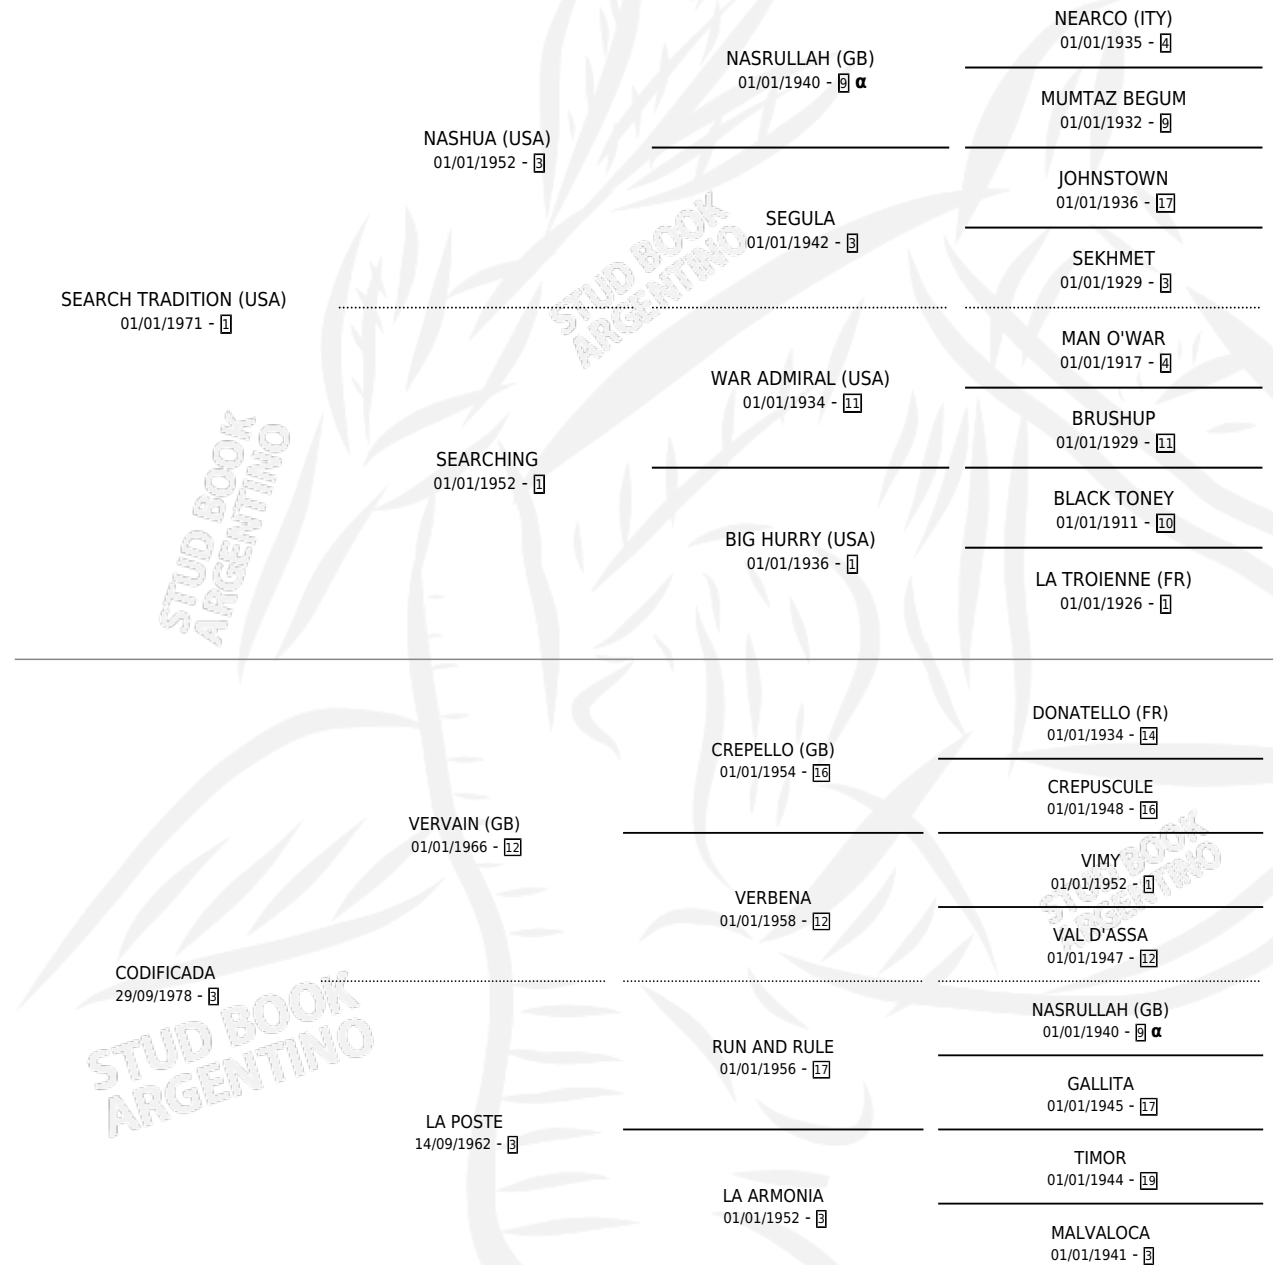 NEARCO (ITY)
01/01/1935 - 4
NASRULLAH (GB)
01/01/1940 - 9 α
MUMTAZ BEGUM
01/01/1932 - 9
NASHUA (USA)
01/01/1952 - 3
JOHNSTOWN
01/01/1936 - 17
SEGULA
01/01/1942 - 3
SEKHMET
01/01/1929 - 3
SEARCH TRADITION (USA)
01/01/1971 - 1
MAN O'WAR
01/01/1917 - 4
WAR ADMIRAL (USA)
01/01/1934 - 11
BRUSHUP
01/01/1929 - 11
SEARCHING
01/01/1952 - 1
BLACK TONEY
01/01/1911 - 10
BIG HURRY (USA)
01/01/1936 - 1
LA TROIENNE (FR)
01/01/1926 - 1
DONATELLO (FR)
01/01/1934 - 14
CREPELLO (GB)
01/01/1954 - 16
CREPUSCULE
01/01/1948 - 16
VERVAIN (GB)
01/01/1966 - 12
VIMY
01/01/1952 - 1
VERBENA
01/01/1958 - 12
VAL D'ASSA
01/01/1947 - 12
CODIFICADA
29/09/1978 - 3
NASRULLAH (GB)
01/01/1940 - 9 α
RUN AND RULE
01/01/1956 - 17
GALLITA
01/01/1945 - 17
LA POSTE
14/09/1962 - 3
TIMOR
01/01/1944 - 19
LA ARMONIA
01/01/1952 - 3
MALVALOCA
01/01/1941 - 3
STUD BOOK
ARGENTINO
STUD BOOK
ARGENTINO
STUD BOOK
ARGENTINO
STUD BOOK
ARGENTINO